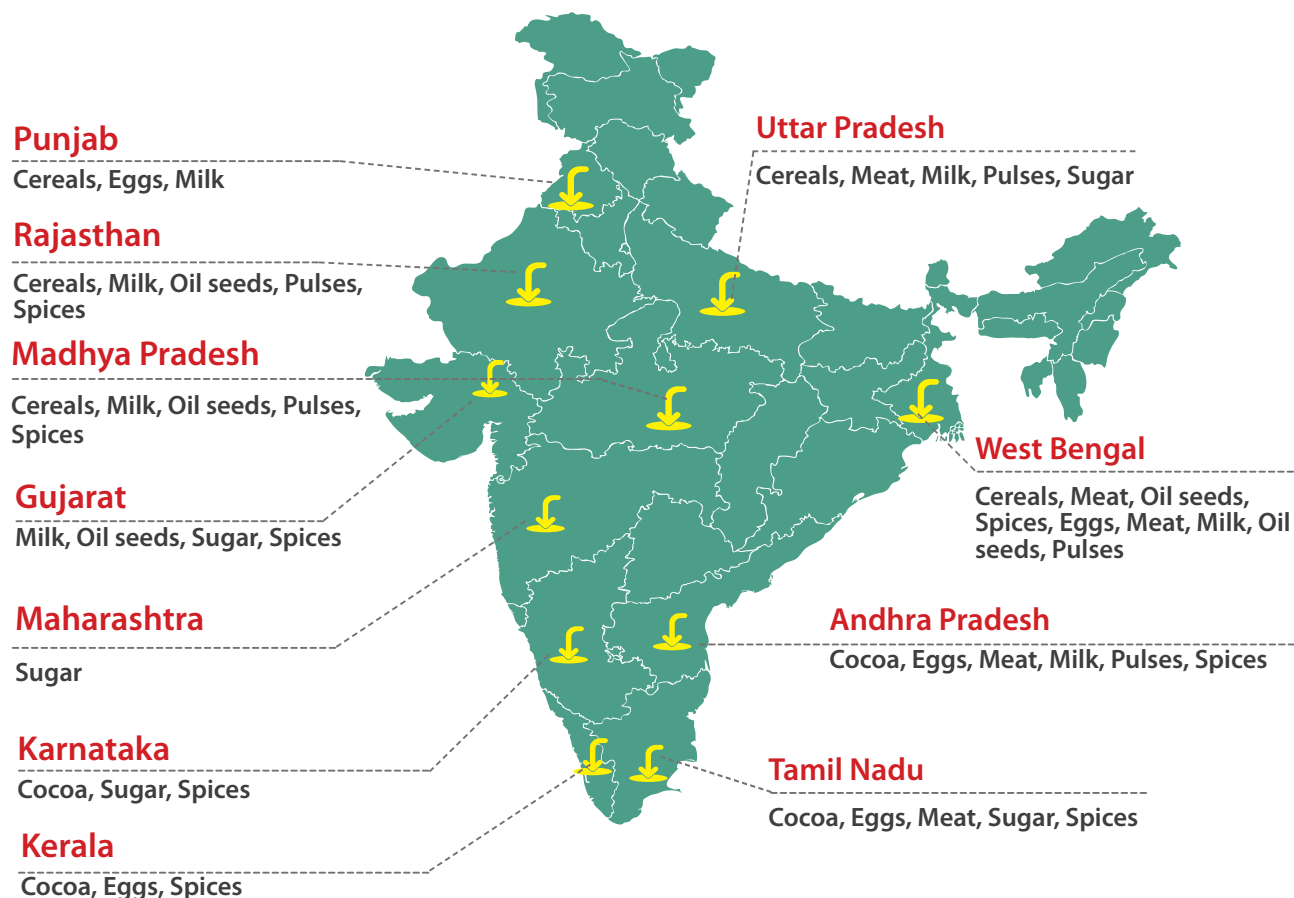 Punjab
Cereals, Eggs, Milk
Rajasthan
Cereals, Milk, Oil seeds, Pulses,
Spices
Madhya Pradesh
Cereals, Milk, Oil seeds, Pulses,
Spices
Gujarat
Milk, Oil seeds, Sugar, Spices
Maharashtra
Sugar
Karnataka
Cocoa, Sugar, Spices
Kerala
Cocoa, Eggs, Spices
Uttar Pradesh
Cereals, Meat, Milk, Pulses, Sugar
West Bengal
Cereals, Meat, Oil seeds,
Spices, Eggs, Meat, Milk, Oil
seeds, Pulses
Andhra Pradesh
Cocoa, Eggs, Meat, Milk, Pulses, Spices
Tamil Nadu
Cocoa, Eggs, Meat, Sugar, Spices